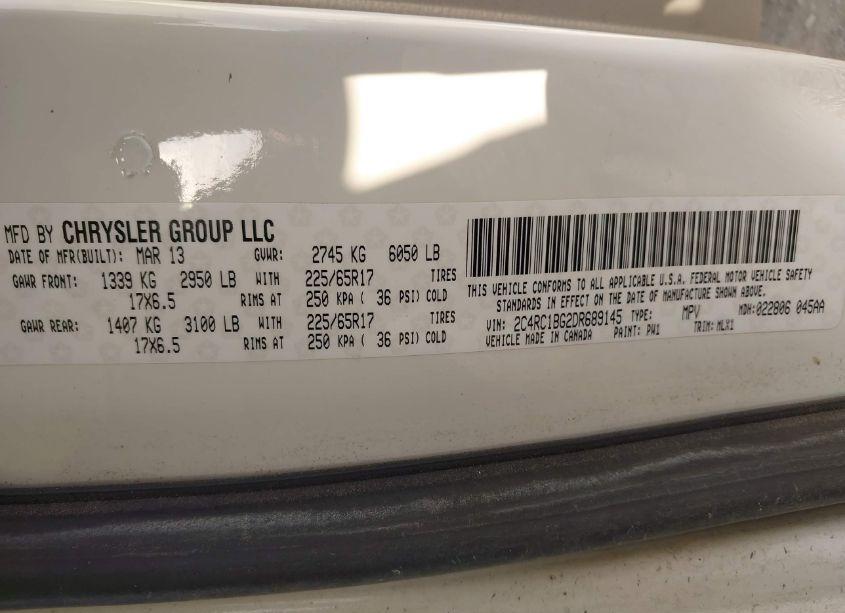 MFD BY CHRYSLER GROUP LLC
DATE OF MFR(BUILT): MAR 13 GVWR: 2745 KG 6050 LB
GAWR FRONT: 1339 KG 2950 LB WITH 225/65R17 TIRES
17X6.5 RIMS AT 250 KPA ( 36 PSI) COLD
GAWR REAR: 1407 KG 3100 LB WITH 225/65R17 TIRES
17X6.5 RIMS AT 250 KPA ( 36 PSI) COLD
THIS VEHICLE CONFORMS TO ALL APPLICABLE U.S.A. FEDERAL MOTOR VEHICLE SAFETY
STANDARDS IN EFFECT ON THE DATE OF MANUFACTURE SHOWN ABOVE.
VIN: 2C4RC1BG2DR689145 TYPE: MPV MDH:022806 045AA
VEHICLE MADE IN CANADA PAINT: PW1 TRIM: MLX1